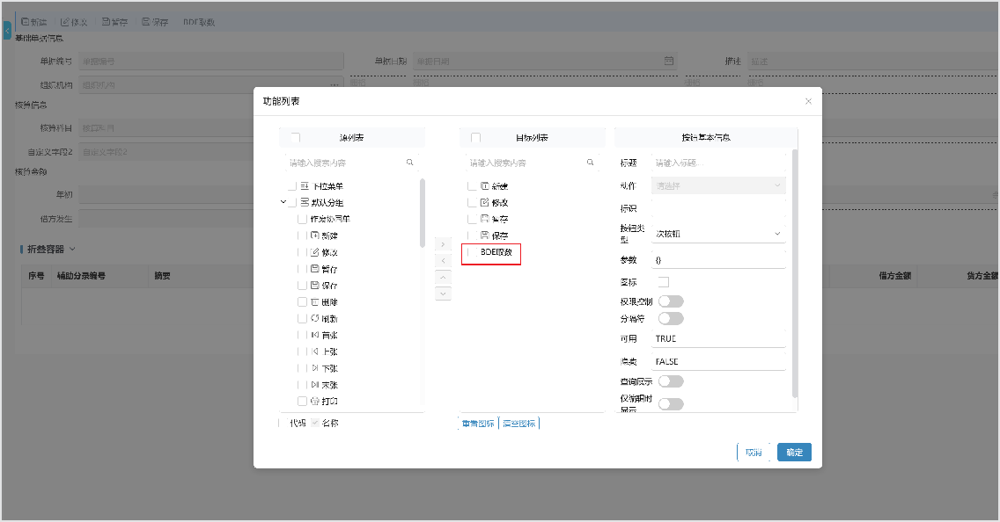 新建 修改 暂存 保存 BDE取数
基础单据信息
单据编号 单据编号 单据日期 单据日期 描述 描述
组织机构 组织机构
核算信息
核算科目 核算科目
自定义字段2 自定义字段2
核算金额
年初
借方发生
折叠容器
序号 辅助分录编号 摘要 借方金额 贷方金额
功能列表
源列表
请输入搜索内容
下拉菜单
默认分组
作废协同单
新建
修改
暂存
保存
删除
刷新
首张
上张
下张
末张
打印
代码 名称
目标列表
请输入搜索内容
新建
修改
暂存
保存
BDE取数
重置图标 清空图标
按钮基本信息
标题 请输入标题...
动作 请选择
标识
按钮类型 次按钮
参数 {}
图标
权限控制
分隔符
可用 TRUE
隐藏 FALSE
查询展示
仅编辑时显示
取消 确定